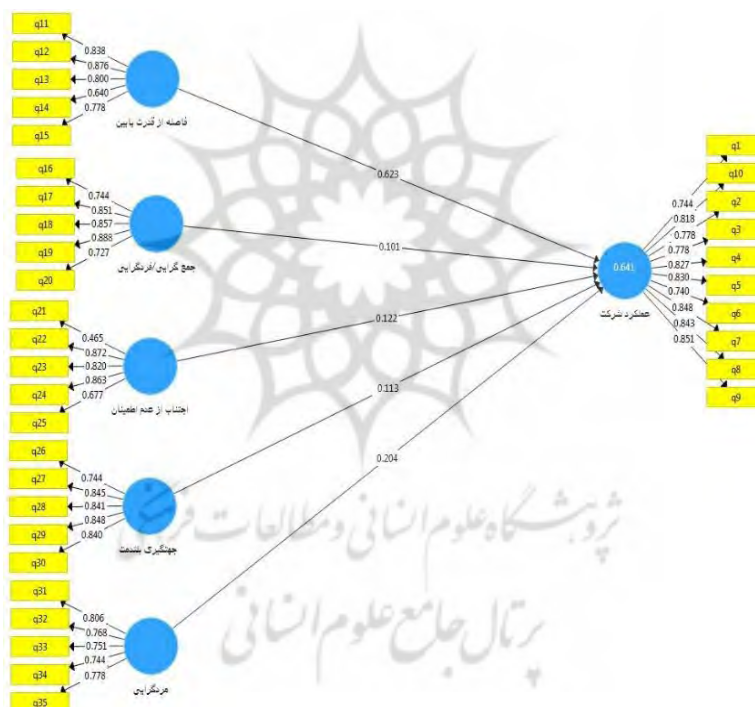 q11
q12
q13
q14
q15
0.838
0.876
0.800
0.640
0.778
فاصله از قدرت پایین
q16
q17
q18
q19
q20
0.744
0.851
0.857
0.888
0.727
جمع گرایی/فردگرایی
q21
q22
q23
q24
q25
0.465
0.872
0.820
0.863
0.677
اجتناب از عدم اطمینان
q26
q27
q28
q29
q30
0.744
0.845
0.841
0.848
0.840
جهتگیری بلندمت
q31
q32
q33
q34
q35
0.806
0.768
0.751
0.744
0.778
مردگرایی
0.623
0.101
0.122
0.113
0.204
0.641
عملکرد شرکت
0.744
0.818
0.778
0.778
0.827
0.830
0.740
0.848
0.843
0.851
q1
q10
q2
q3
q4
q5
q6
q7
q8
q9
پژوهشگاه علوم انسانی و مطالعات فرهنگی
پرتال جامع علوم انسانی